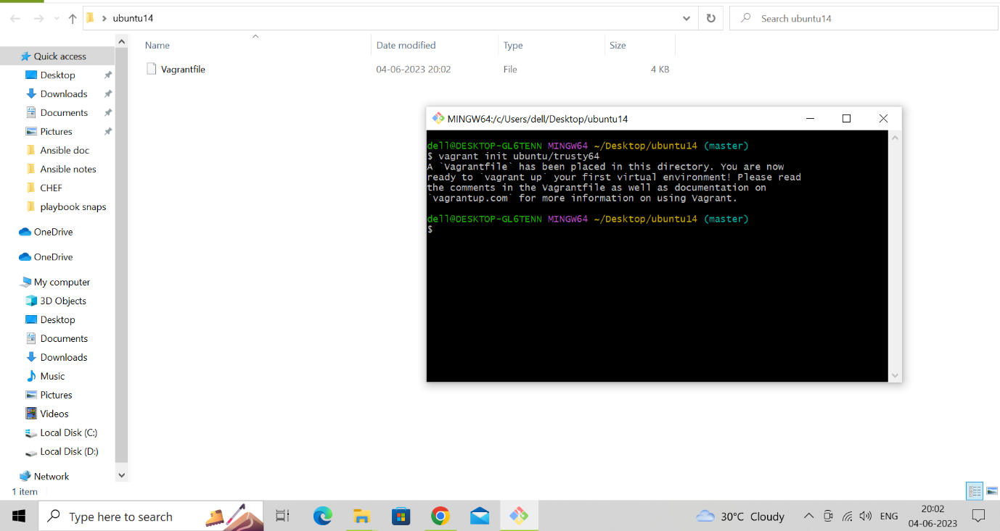 ubuntu14
Search ubuntu14
Name
Date modified
Type
Size
Vagrantfile
04-06-2023 20:02
File
4 KB
Quick access
Desktop
Downloads
Documents
Pictures
Ansible doc
Ansible notes
CHEF
playbook snaps
OneDrive
OneDrive
My computer
3D Objects
Desktop
Documents
Downloads
Music
Pictures
Videos
Local Disk (C:)
Local Disk (D:)
Network
1 item
MINGW64:/c/Users/dell/Desktop/ubuntu14
dell@DESKTOP-GL6TENN MINGW64 ~/Desktop/ubuntu14 (master)
$ vagrant init ubuntu/trusty64
A `Vagrantfile` has been placed in this directory. You are now
ready to `vagrant up` your first virtual environment! Please read
the comments in the Vagrantfile as well as documentation on
`vagrantup.com` for more information on using Vagrant.
dell@DESKTOP-GL6TENN MINGW64 ~/Desktop/ubuntu14 (master)
$
Type here to search
30°C Cloudy
ENG
20:02
04-06-2023